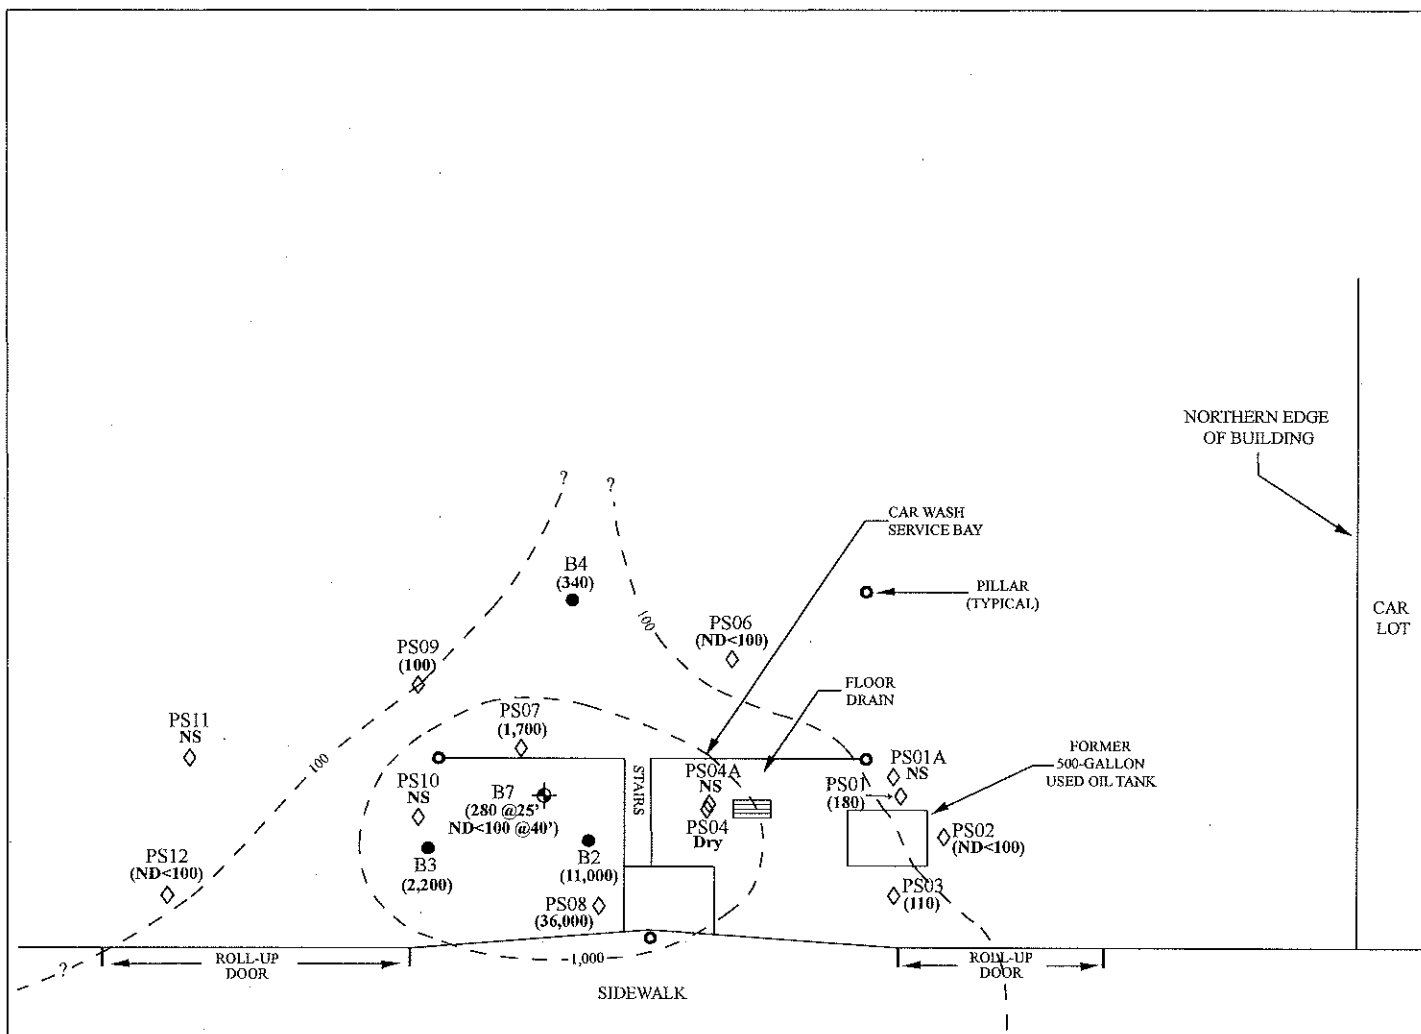 NORTHERN EDGE
OF BUILDING
?
?
CAR WASH
SERVICE BAY
B4
(340)
PILLAR
(TYPICAL)
CAR
LOT
100
PS06
(ND<100)
PS09
(100)
FLOOR
DRAIN
PS11
NS
PS07
(1,700)
100
FORMER
500-GALLON
USED OIL TANK
PS01A
NS
PS10
NS
B7
(280 @25'
ND<100 @40')
STAIRS
PS04A
NS
PS01
(180)
PS04
Dry
PS02
(ND<100)
PS12
(ND<100)
B3
(2,200)
B2
(11,000)
PS03
(110)
PS08
(36,000)
?
ROLL-UP
DOOR
1,000
ROLL-UP
DOOR
SIDEWALK